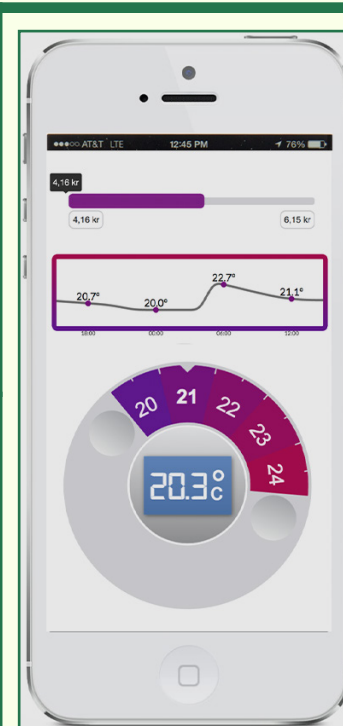 AT&T LTE 12:45 PM 76%
4,16 kr
4,16 kr 6,15 kr
22.7°
20.7° 20.0° 21.1°
18:00 00:00 06:00 12:00
20 21 22 23 24
20.3°C